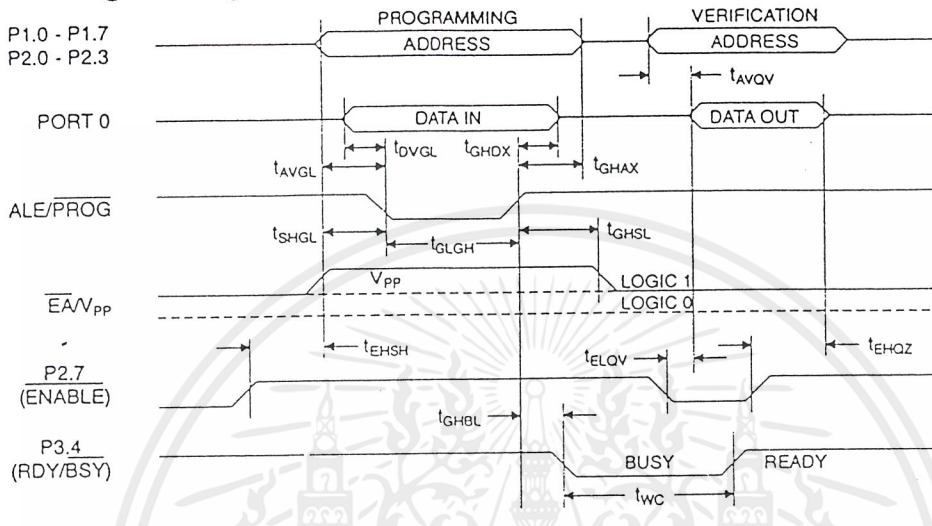 PROGRAMMING
VERIFICATION
P1.0 - P1.7
P2.0 - P2.3
ADDRESS
ADDRESS
tAVQV
PORT 0
DATA IN
DATA OUT
tDVGL
tGHDX
tAVGL
tGHAX
ALE/PROG
tSHGL
tGLGH
tGHSL
VPP
LOGIC 1
EA/VPP
LOGIC 0
tEHSH
tELQV
tEHQZ
P2.7
(ENABLE)
tGHBL
P3.4
(RDY/BSY)
BUSY
READY
tWC